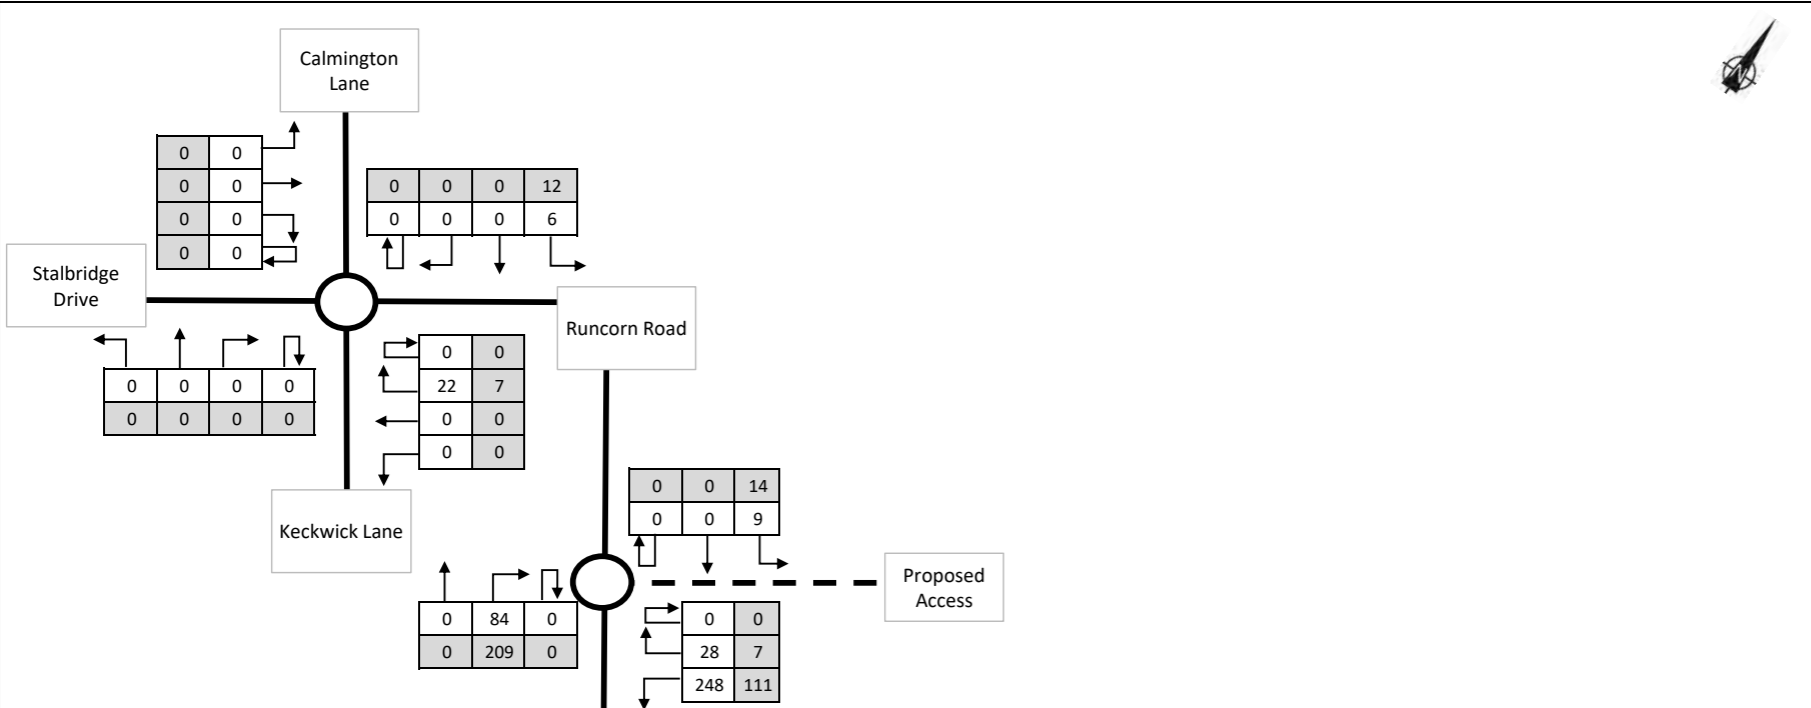 Calmington
Lane
0 0
0 0
0 0
0 0
0 0 0 12
0 0 0 6
Stalbridge
Drive
Runcorn Road
0 0 0 0
0 0 0 0
0 0
22 7
0 0
0 0
Keckwick Lane
0 0 14
0 0 9
Proposed
Access
0 84 0
0 209 0
0 0
28 7
248 111
N